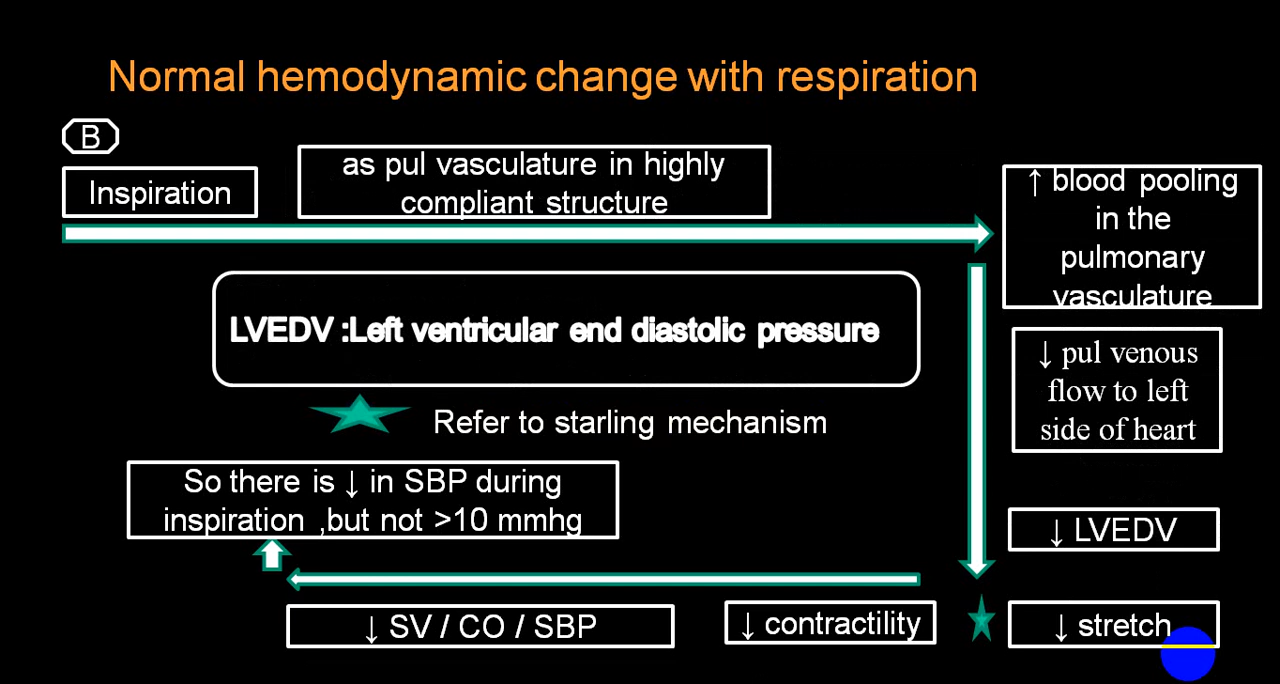 Normal hemodynamic change with respiration
B
Inspiration
as pul vasculature in highly
compliant structure
↑ blood pooling
in the
pulmonary
vasculature
LVEDV :Left ventricular end diastolic pressure
↓ pul venous
flow to left
side of heart
Refer to starling mechanism
So there is ↓ in SBP during
inspiration ,but not >10 mmhg
↓ LVEDV
↓ SV / CO / SBP
↓ contractility
↓ stretch